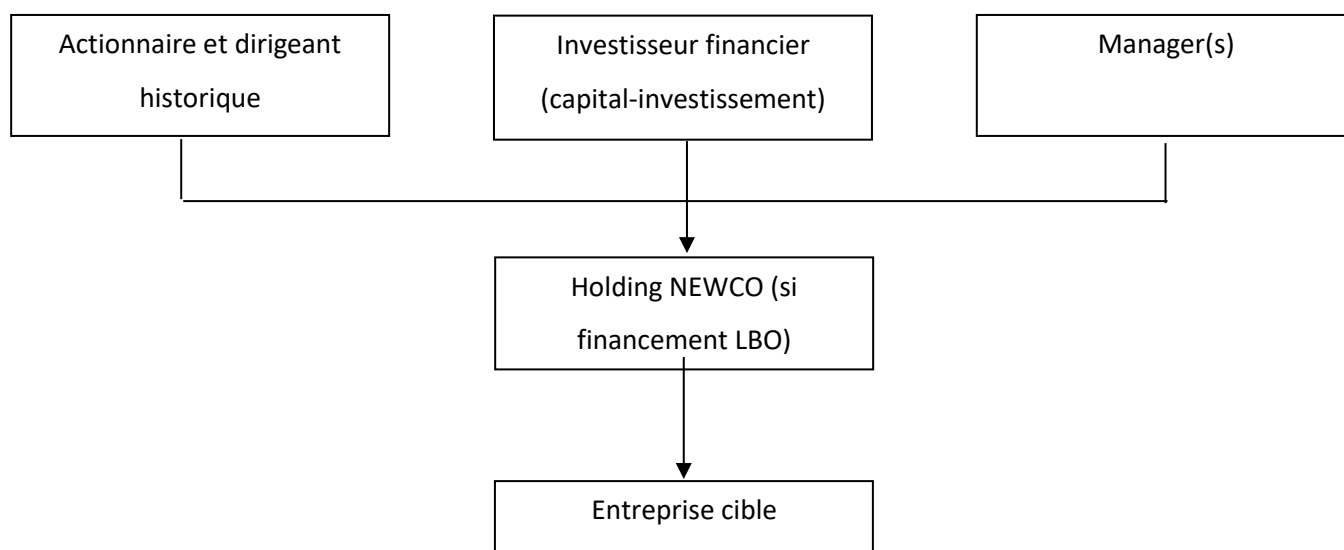 Actionnaire et dirigeant
historique
Investisseur financier
(capital-investissement)
Manager(s)
Holding NEWCO (si
financement LBO)
Entreprise cible